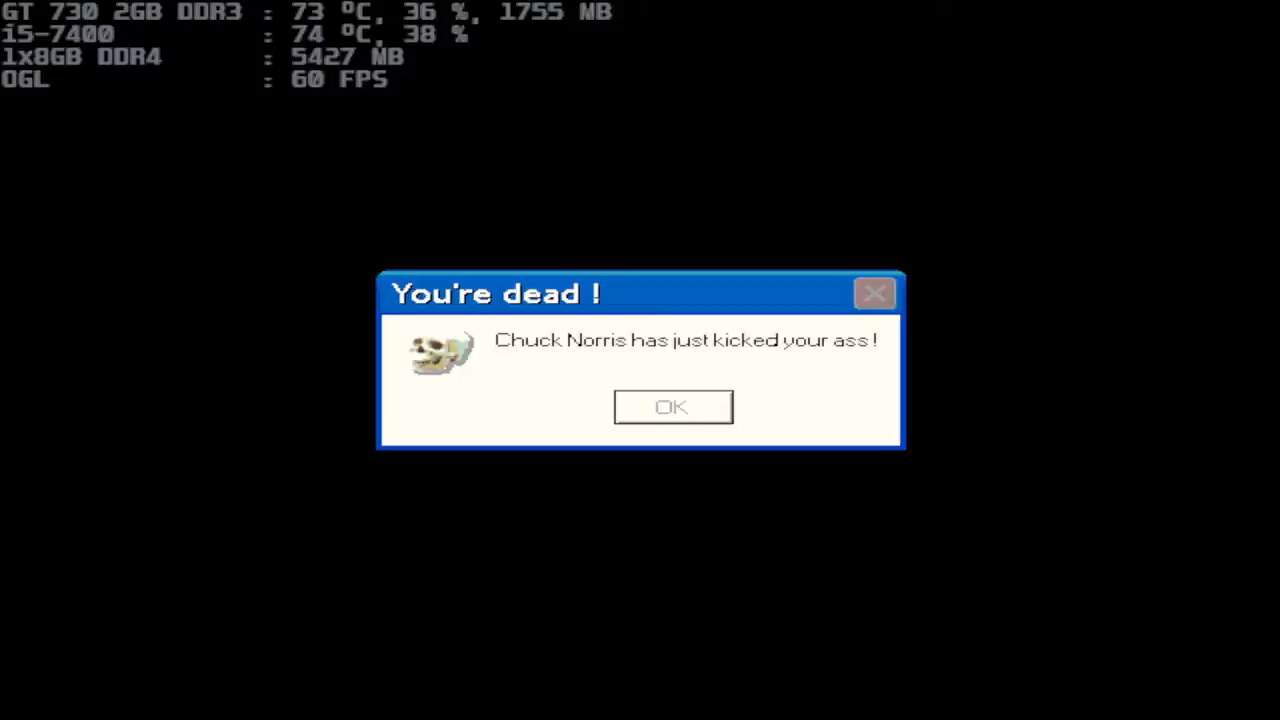 GT 730 2GB DDR3 : 73 ºC, 36 %, 1755 MB
i5-7400 : 74 ºC, 38 %
1x8GB DDR4 : 5427 MB
OGL : 60 FPS
You're dead !
Chuck Norris has just kicked your ass !
OK